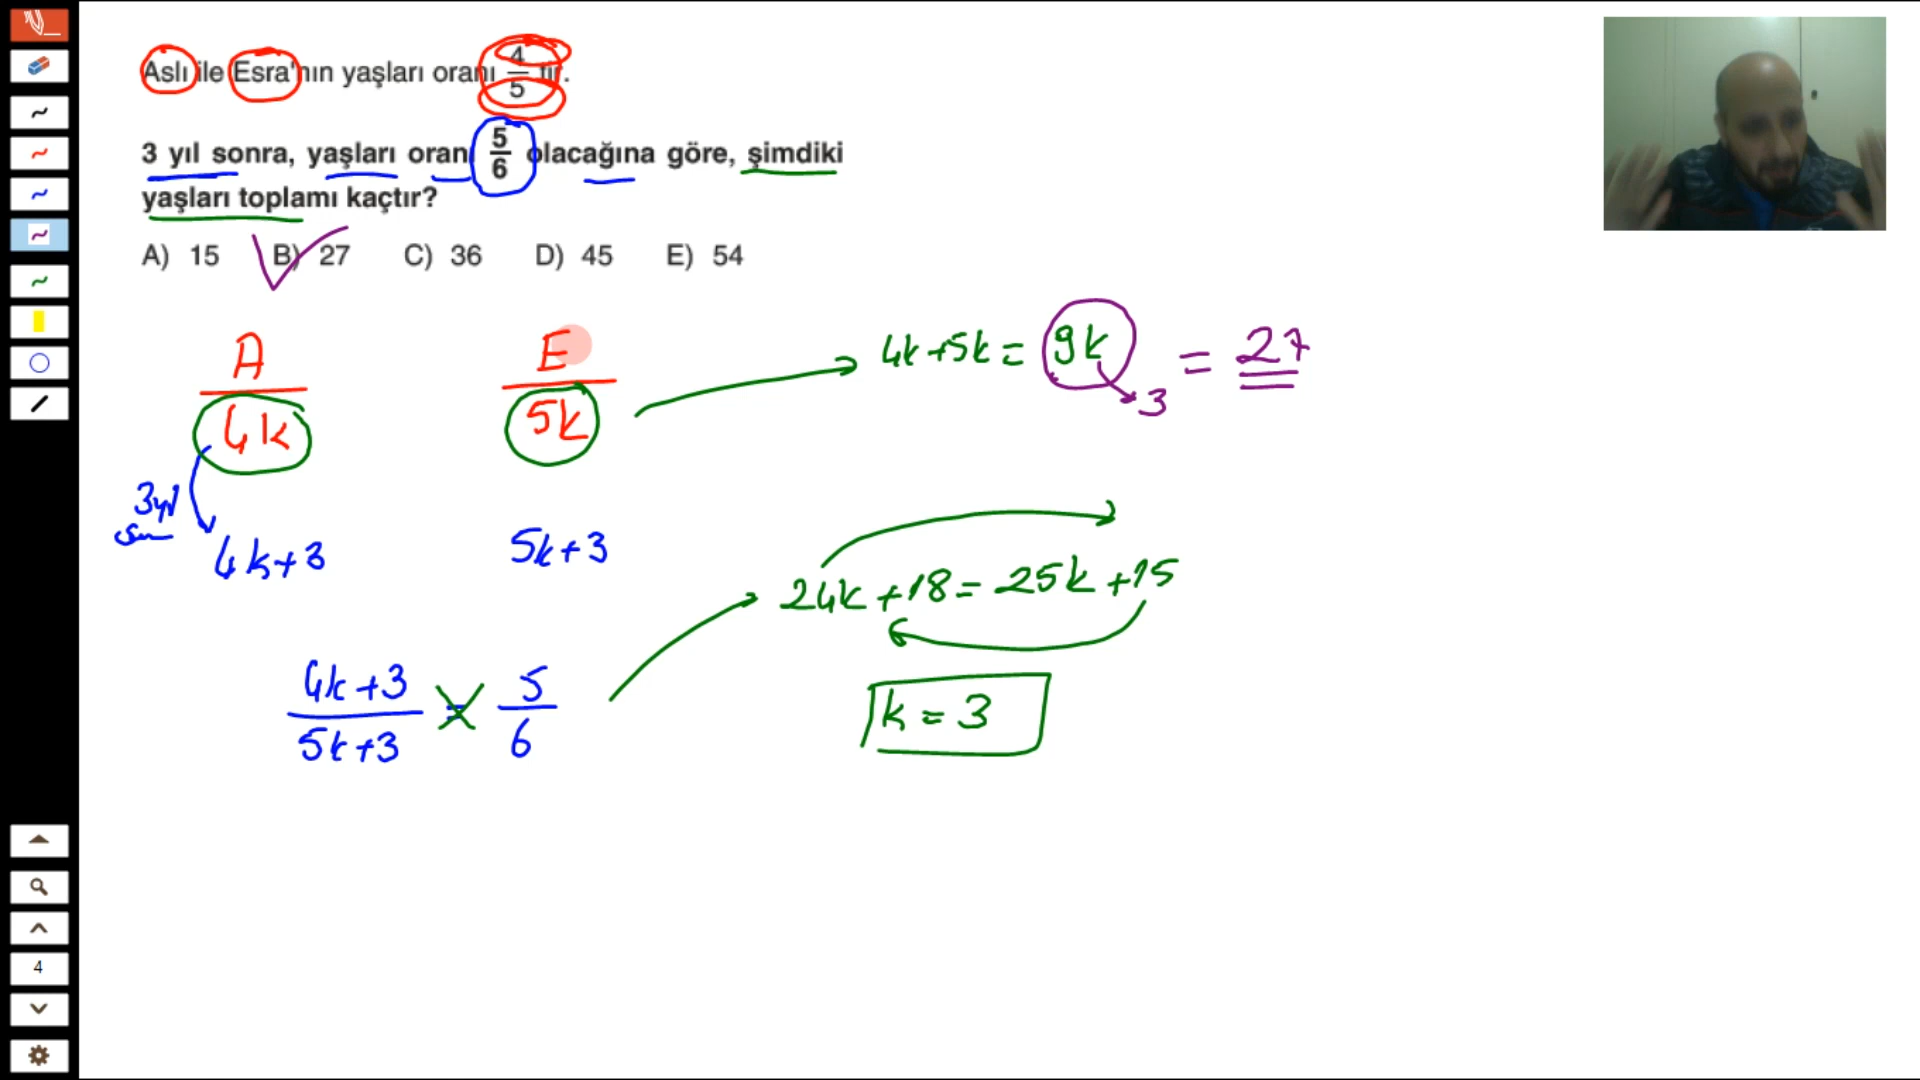 Aslı ile Esra'nın yaşları oranı 4/5 tir.
3 yıl sonra, yaşları oranı 5/6 olacağına göre, şimdiki
yaşları toplamı kaçtır?
A) 15 B) 27 C) 36 D) 45 E) 54
A E
4k 5k
4k+5k = 9k = 27
3
3 yıl
4k+3 5k+3
24k+18=25k+15
(4k+3)/(5k+3) = 5/6
k = 3
4